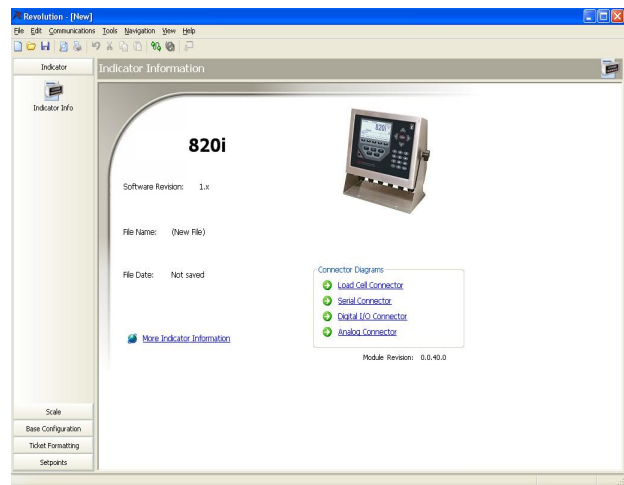 Revolution - [New]
File Edit Communications Tools Navigation View Help
Indicator
Indicator Information
Indicator Info
820i
820i
Software Revision: 1.x
File Name: (New File)
File Date: Not saved
More Indicator Information
Connector Diagrams
Load Cell Connector
Serial Connector
Digital I/O Connector
Analog Connector
Module Revision: 0.0.40.0
Scale
Base Configuration
Ticket Formatting
Setpoints